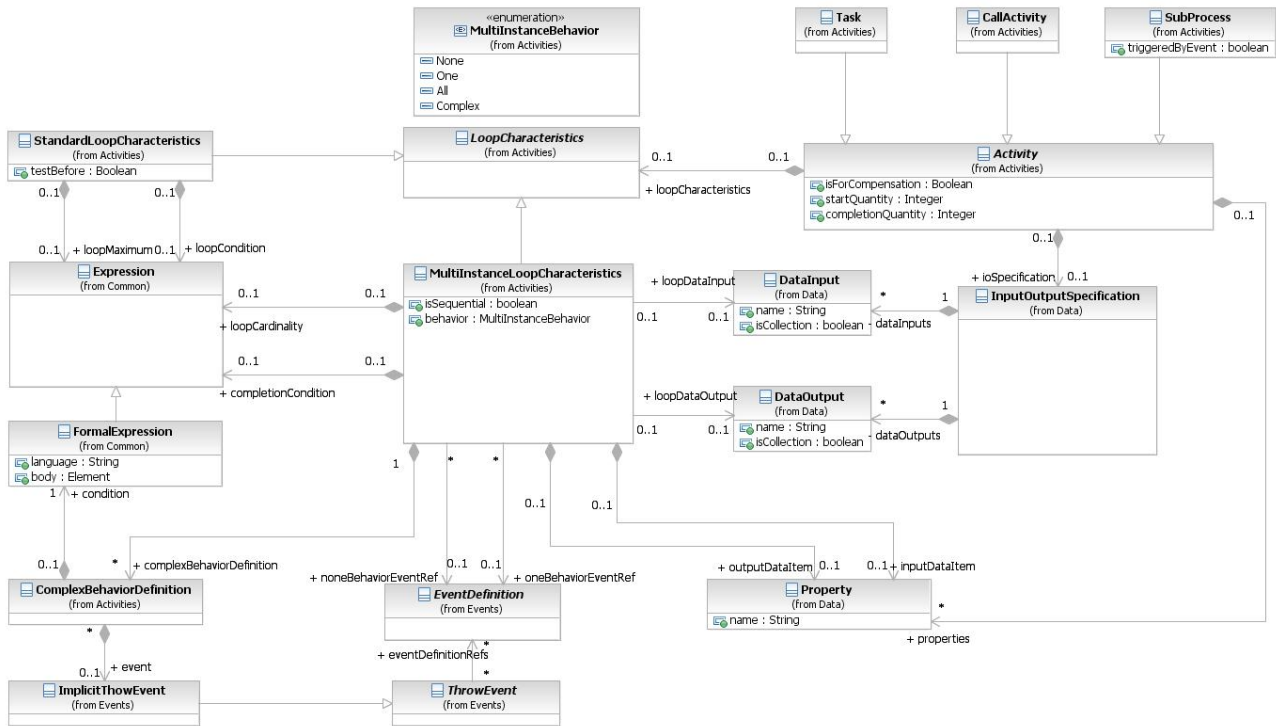 «enumeration»
MultiInstanceBehavior
(from Activities)
None
One
All
Complex
Task
(from Activities)
CallActivity
(from Activities)
SubProcess
(from Activities)
triggeredByEvent : boolean
StandardLoopCharacteristics
(from Activities)
testBefore : Boolean
LoopCharacteristics
(from Activities)
0..1
0..1
+ loopCharacteristics
Activity
(from Activities)
isForCompensation : Boolean
startQuantity : Integer
completionQuantity : Integer
0..1
0..1
0..1
0..1
0..1
+ loopMaximum
0..1
+ loopCondition
+ ioSpecification
0..1
Expression
(from Common)
0..1
0..1
+ loopCardinality
0..1
0..1
+ completionCondition
MultiInstanceLoopCharacteristics
(from Activities)
isSequential : boolean
behavior : MultiInstanceBehavior
+ loopDataInput
0..1
0..1
DataInput
(from Data)
name : String
isCollection : boolean
*
1
- dataInputs
InputOutputSpecification
(from Data)
+ loopDataOutput
0..1
0..1
DataOutput
(from Data)
name : String
isCollection : boolean
*
1
- dataOutputs
FormalExpression
(from Common)
language : String
body : Element
1
+ condition
0..1
1
*
+ complexBehaviorDefinition
*
*
0..1
+ noneBehaviorEventRef
0..1
+ oneBehaviorEventRef
0..1
0..1
+ outputDataItem
0..1
0..1
+ inputDataItem
ComplexBehaviorDefinition
(from Activities)
*
0..1
+ event
EventDefinition
(from Events)
*
+ eventDefinitionRefs
*
Property
(from Data)
name : String
*
+ properties
ImplicitThowEvent
(from Events)
ThrowEvent
(from Events)